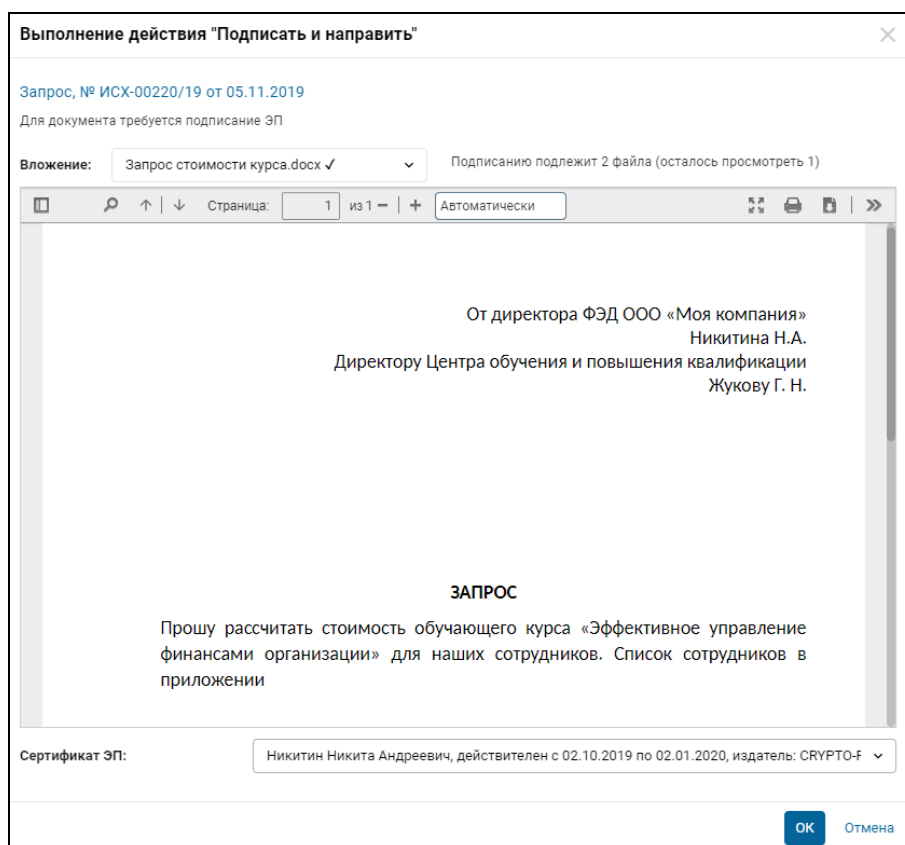 Выполнение действия "Подписать и направить"
Запрос, № ИСХ-00220/19 от 05.11.2019
Для документа требуется подписание ЭП
Вложение: Запрос стоимости курса.docx ✓ Подписанию подлежит 2 файла (осталось просмотреть 1)
Страница: 1 из 1 Автоматически
От директора ФЭД ООО «Моя компания»
Никитина Н.А.
Директору Центра обучения и повышения квалификации
Жукову Г. Н.
ЗАПРОС
Прошу рассчитать стоимость обучающего курса «Эффективное управление
финансами организации» для наших сотрудников. Список сотрудников в
приложении
Сертификат ЭП: Никитин Никита Андреевич, действителен с 02.10.2019 по 02.01.2020, издатель: CRYPTO-
ОК Отмена